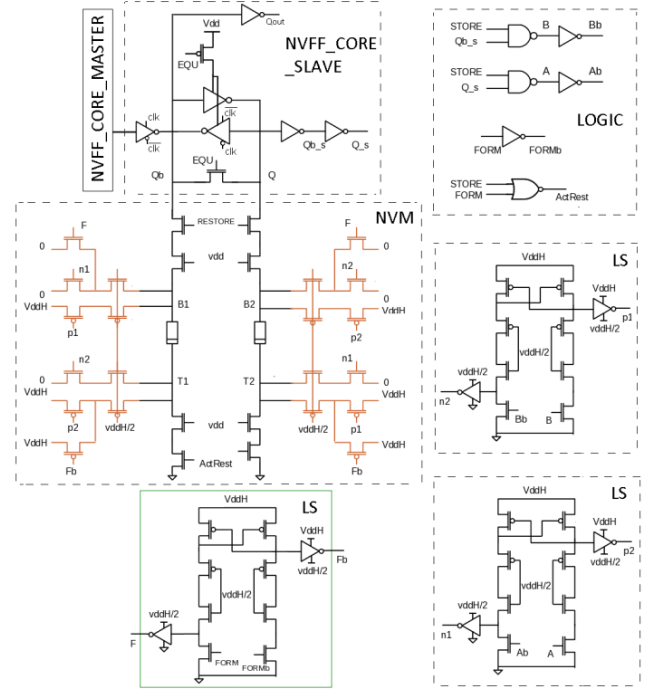 Qout
Vdd
NVFF_CORE
_SLAVE
EQU
NVFF_CORE_MASTER
clk
clk
clk
clk
Qb_s
Q_s
EQU
Qb
Q
STORE
Qb_s
B
Bb
STORE
Q_s
A
Ab
LOGIC
FORM
FORMb
STORE
FORM
ActRest
NVM
RESTORE
F
F
0
0
n1
vdd
n2
0
0
VddH
B1
B2
VddH
p1
p2
n2
n1
0
T1
T2
0
VddH
VddH
p2
vddH/2
vdd
vddH/2
p1
VddH
VddH
Fb
ActRest
Fb
LS
VddH
VddH
p1
vddH/2
vddH/2
vddH/2
n2
Bb
B
LS
VddH
VddH
Fb
vddH/2
vddH/2
vddH/2
F
FORM
FORMb
LS
VddH
VddH
p2
vddH/2
vddH/2
vddH/2
n1
Ab
A